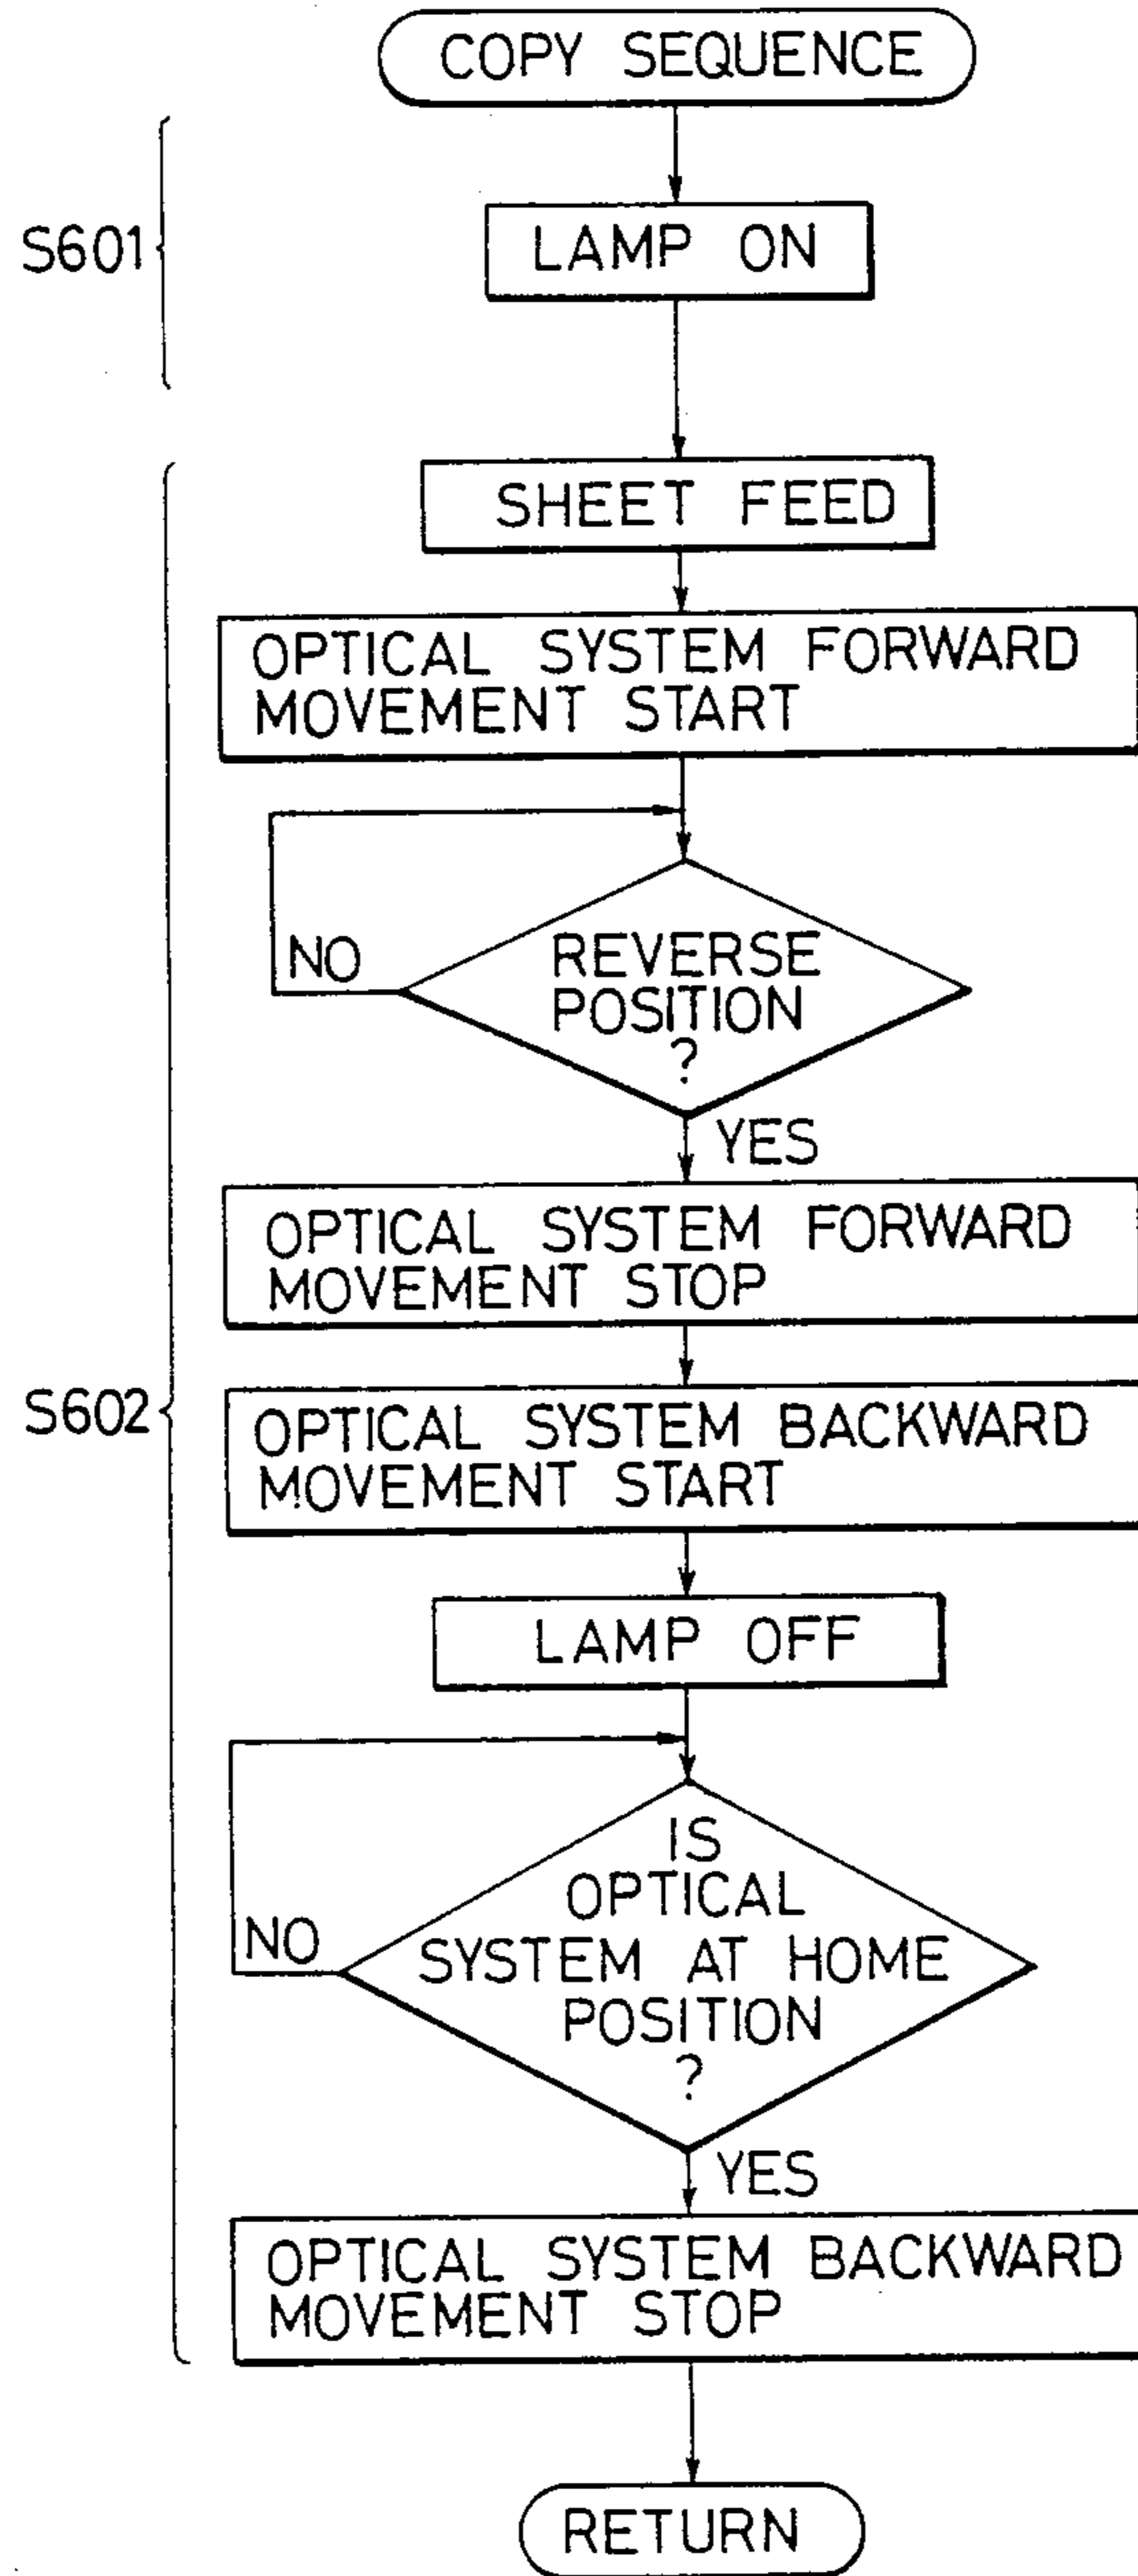 COPY SEQUENCE
S601
LAMP ON
SHEET FEED
OPTICAL SYSTEM FORWARD
MOVEMENT START
NO
REVERSE
POSITION
?
YES
OPTICAL SYSTEM FORWARD
MOVEMENT STOP
S602
OPTICAL SYSTEM BACKWARD
MOVEMENT START
LAMP OFF
IS
OPTICAL
NO
SYSTEM AT HOME
POSITION
?
YES
OPTICAL SYSTEM BACKWARD
MOVEMENT STOP
RETURN